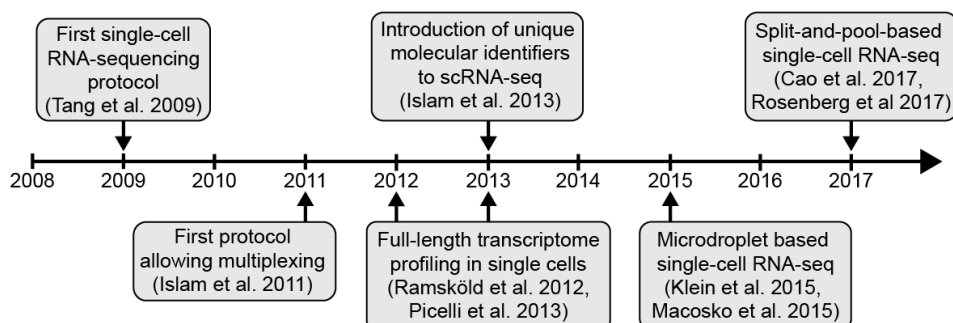 First single-cell
RNA-sequencing
protocol
(Tang et al. 2009)
Introduction of unique
molecular identifiers
to scRNA-seq
(Islam et al. 2013)
Split-and-pool-based
single-cell RNA-seq
(Cao et al. 2017,
Rosenberg et al 2017)
2008 2009 2010 2011 2012 2013 2014 2015 2016 2017
First protocol
allowing multiplexing
(Islam et al. 2011)
Full-length transcriptome
profiling in single cells
(Ramsköld et al. 2012,
Picelli et al. 2013)
Microdroplet based
single-cell RNA-seq
(Klein et al. 2015,
Macosko et al. 2015)